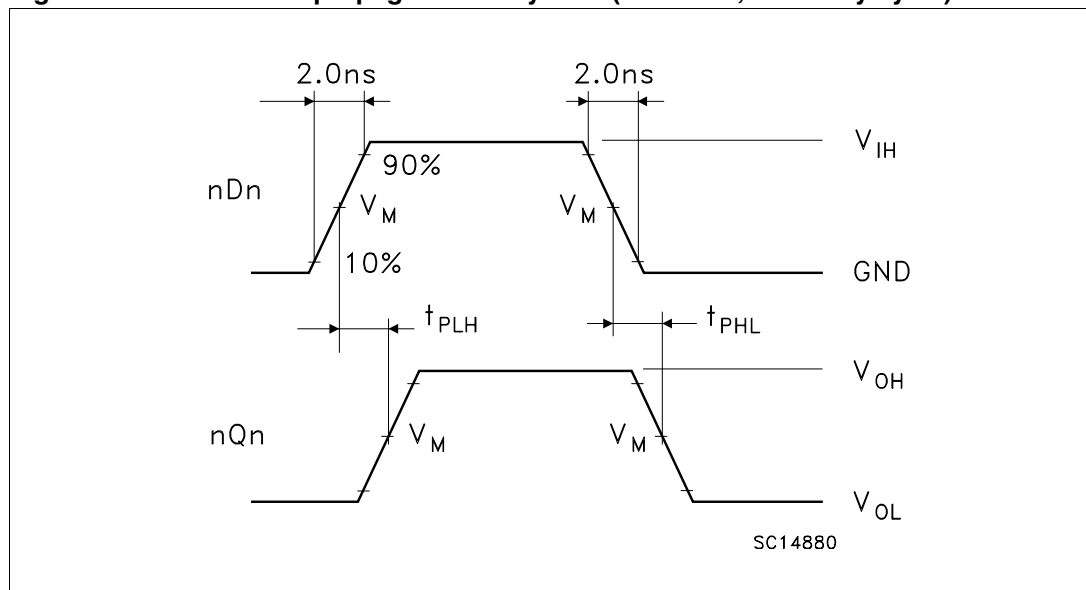 2.0ns 2.0ns
V_IH
90%
nDn V_M V_M
10% GND
t_PLH t_PHL
V_OH
nQn V_M V_M
V_OL
SC14880